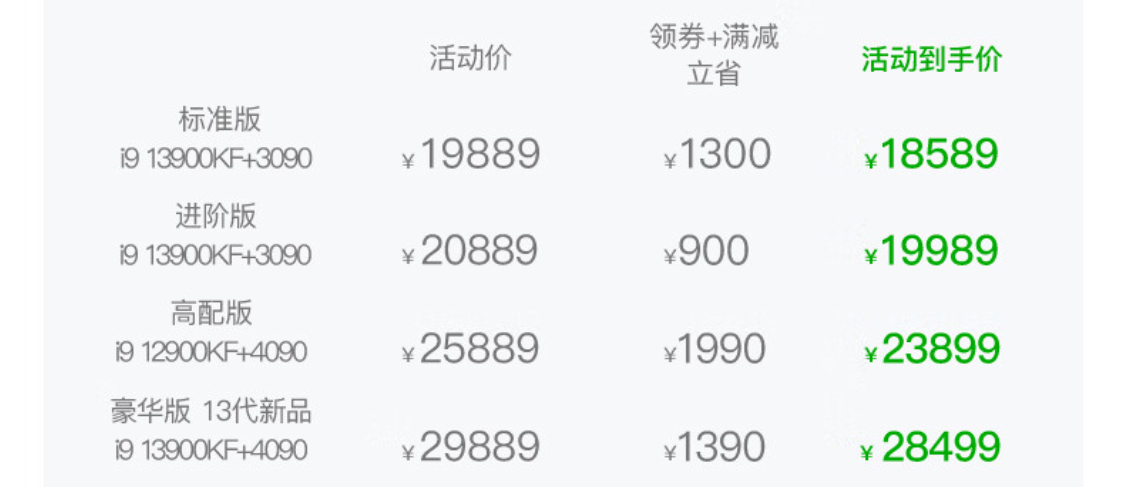 活动价
领券+满减
立省
活动到手价
标准版
i9 13900KF+3090
¥19889
¥1300
¥18589
进阶版
i9 13900KF+3090
¥20889
¥900
¥19989
高配版
i9 12900KF+4090
¥25889
¥1990
¥23899
豪华版 13代新品
i9 13900KF+4090
¥29889
¥1390
¥28499